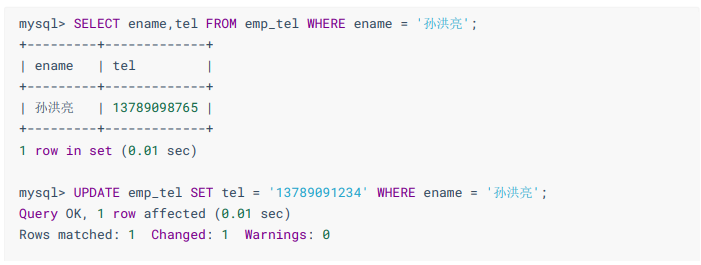 mysql> SELECT ename,tel FROM emp_tel WHERE ename = '孙洪亮';
+---------+-------------+
| ename   | tel         |
+---------+-------------+
| 孙洪亮   | 13789098765 |
+---------+-------------+
1 row in set (0.01 sec)
mysql> UPDATE emp_tel SET tel = '13789091234' WHERE ename = '孙洪亮';
Query OK, 1 row affected (0.01 sec)
Rows matched: 1  Changed: 1  Warnings: 0